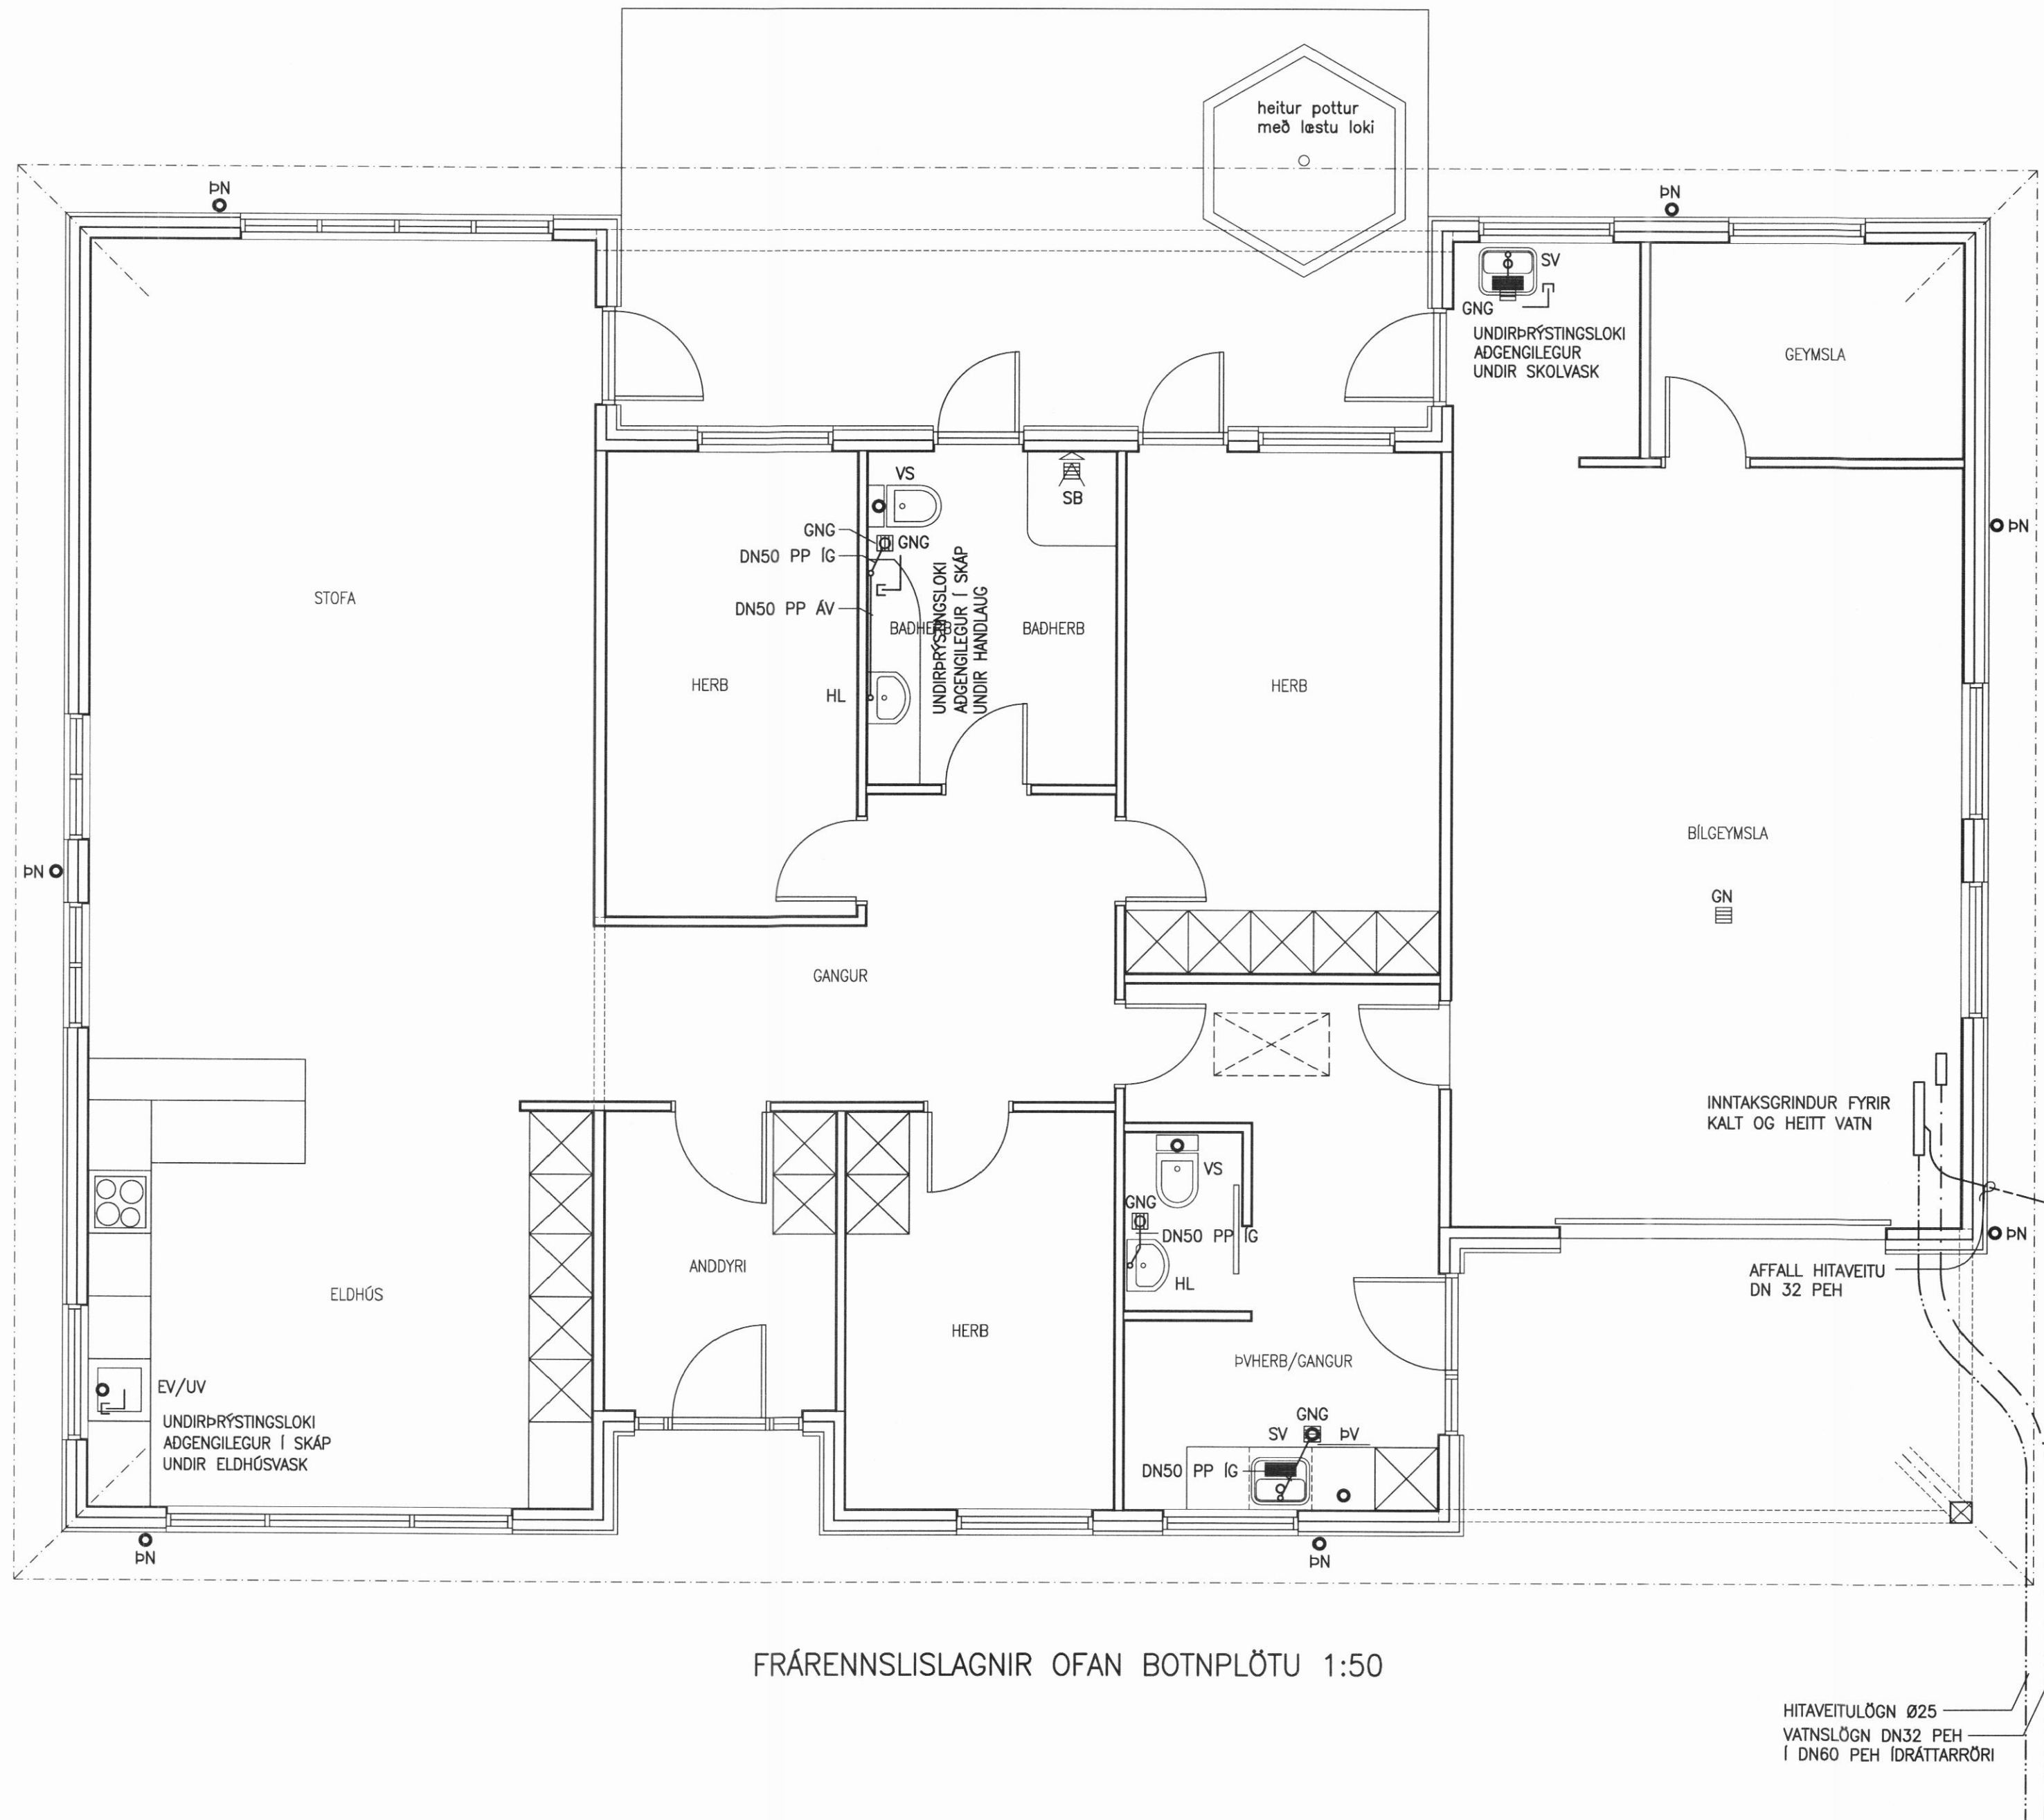 heitur pottur
með læstu loki
ÞN
ÞN
SV
GNG
UNDIRÞRÝSTINGSLOKI
AÐGENGILEGUR
UNDIR SKOLVASK
GEYMSLA
VS
SB
GNG
GNG
DN50 PP ÍG
DN50 PP ÁV
UNDIRÞRÝSTINGSLOKI
AÐGENGILEGUR Í SKÁP
UNDIR HANDLAUG
ÞN
STOFA
BAÐHERB
BAÐHERB
HERB
HL
HERB
BÍLGEYMSLA
ÞN
GN
GANGUR
INNTAKSGRINDUR FYRIR
KALT OG HEITT VATN
VS
GNG
DN50 PP ÍG
HL
ÞN
ANDDYRI
AFFALL HITAVEITU
DN 32 PEH
ELDHÚS
HERB
ÞVHERB/GANGUR
EV/UV
UNDIRÞRÝSTINGSLOKI
AÐGENGILEGUR Í SKÁP
UNDIR ELDHÚSVASK
GNG
SV
ÞV
DN50 PP ÍG
ÞN
ÞN
FRÁRENNSLISLAGNIR OFAN BOTNPLÖTU 1:50
HITAVEITULÖGN Ø25
VATNSLÖGN DN32 PEH
Í DN60 PEH ÍDRÁTTARRÖRI